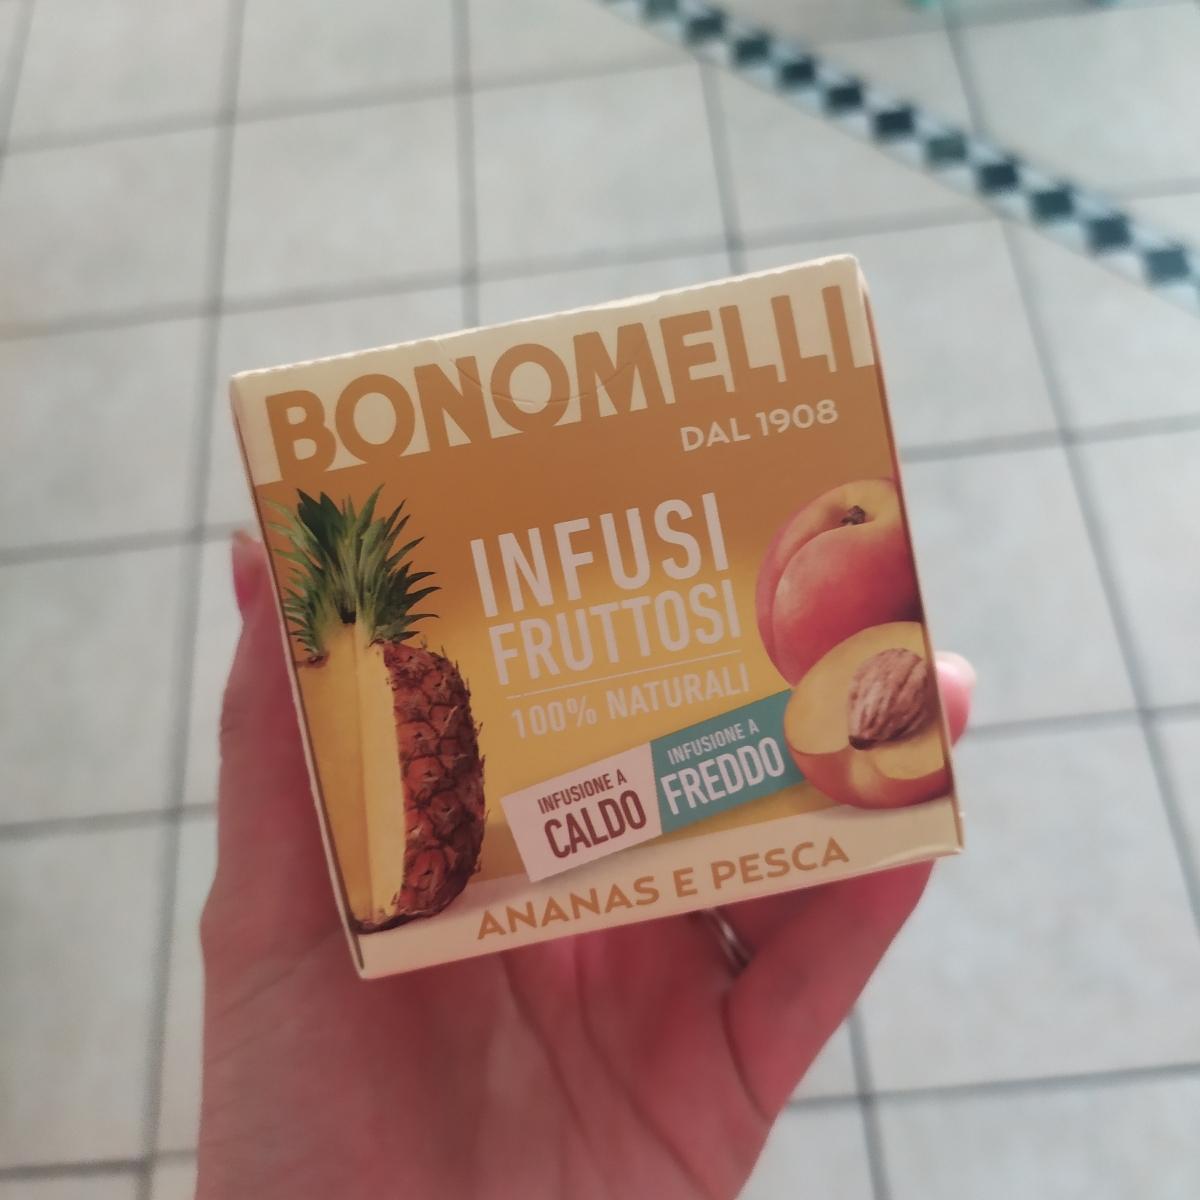 BONOMELLI
DAL 1908
INFUSI
FRUTTOSI
100% NATURALI
INFUSIONE A
CALDO
INFUSIONE A
FREDDO
ANANAS E PESCA